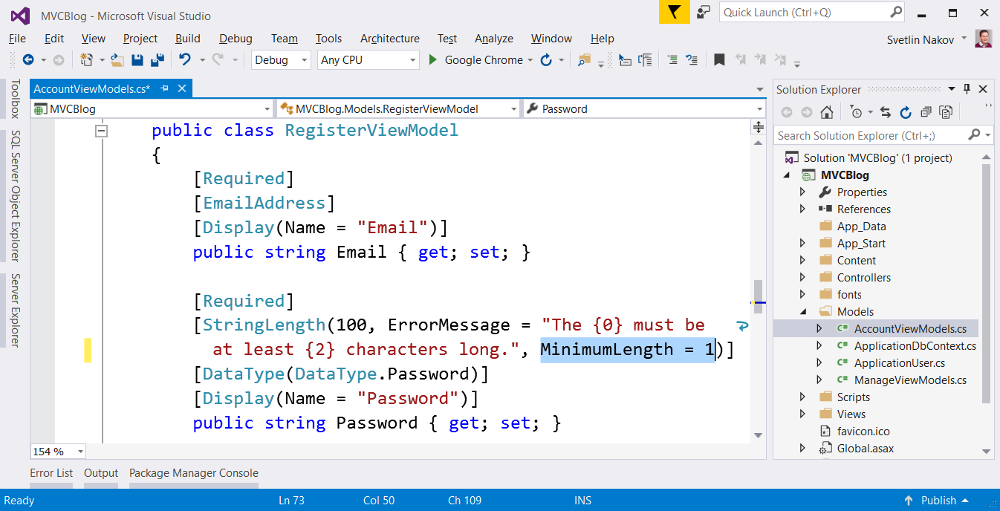 MVCBlog - Microsoft Visual Studio
Quick Launch (Ctrl+Q)
File Edit View Project Build Debug Team Tools Architecture Test Analyze Window Help
Svetlin Nakov
Debug Any CPU Google Chrome
Toolbox
SQL Server Object Explorer
Server Explorer
AccountViewModels.cs*
MVCBlog MVCBlog.Models.RegisterViewModel Password
public class RegisterViewModel
{
[Required]
[EmailAddress]
[Display(Name = "Email")]
public string Email { get; set; }
[Required]
[StringLength(100, ErrorMessage = "The {0} must be
at least {2} characters long.", MinimumLength = 1)]
[DataType(DataType.Password)]
[Display(Name = "Password")]
public string Password { get; set; }
154 %
Solution Explorer
Search Solution Explorer (Ctrl+;)
Solution 'MVCBlog' (1 project)
MVCBlog
Properties
References
App_Data
App_Start
Content
Controllers
fonts
Models
C# AccountViewModels.cs
C# ApplicationDbContext.cs
C# ApplicationUser.cs
C# ManageViewModels.cs
Scripts
Views
favicon.ico
Global.asax
Error List Output Package Manager Console
Ready Ln 73 Col 50 Ch 109 INS Publish